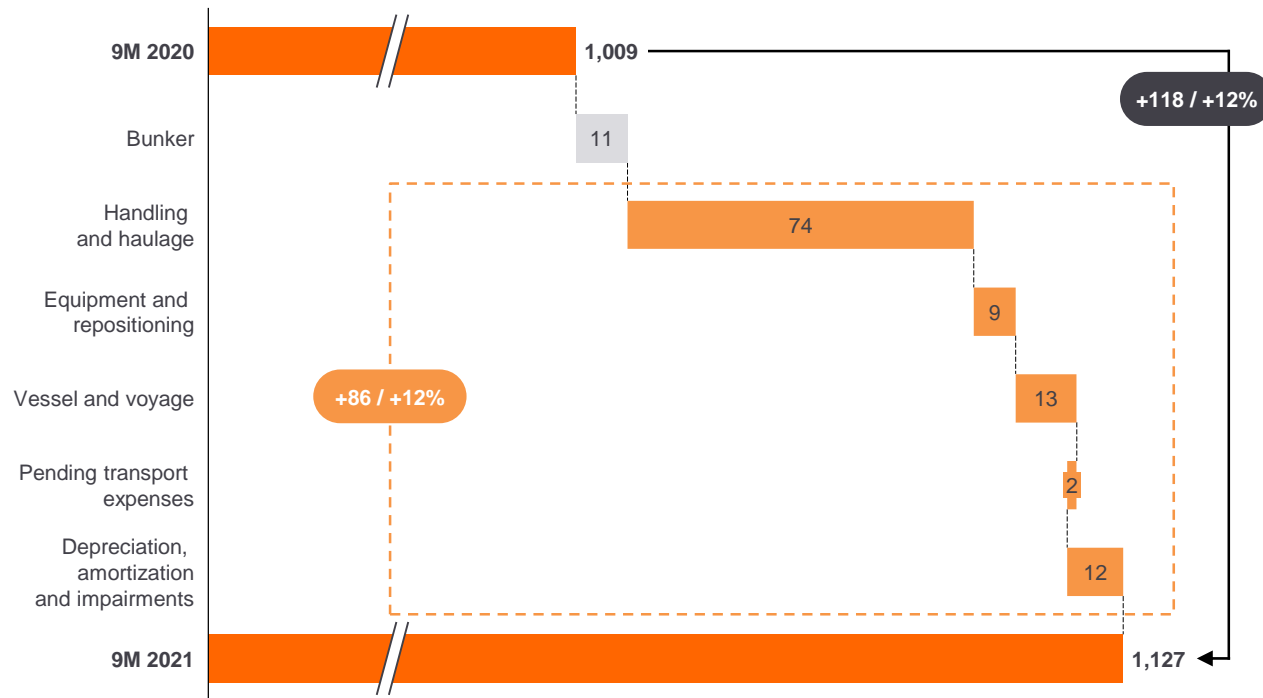 9M 2020
1,009
+118 / +12%
Bunker
11
Handling
and haulage
74
Equipment and
repositioning
9
+86 / +12%
Vessel and voyage
13
Pending transport
expenses
2
Depreciation,
amortization
and impairments
12
9M 2021
1,127